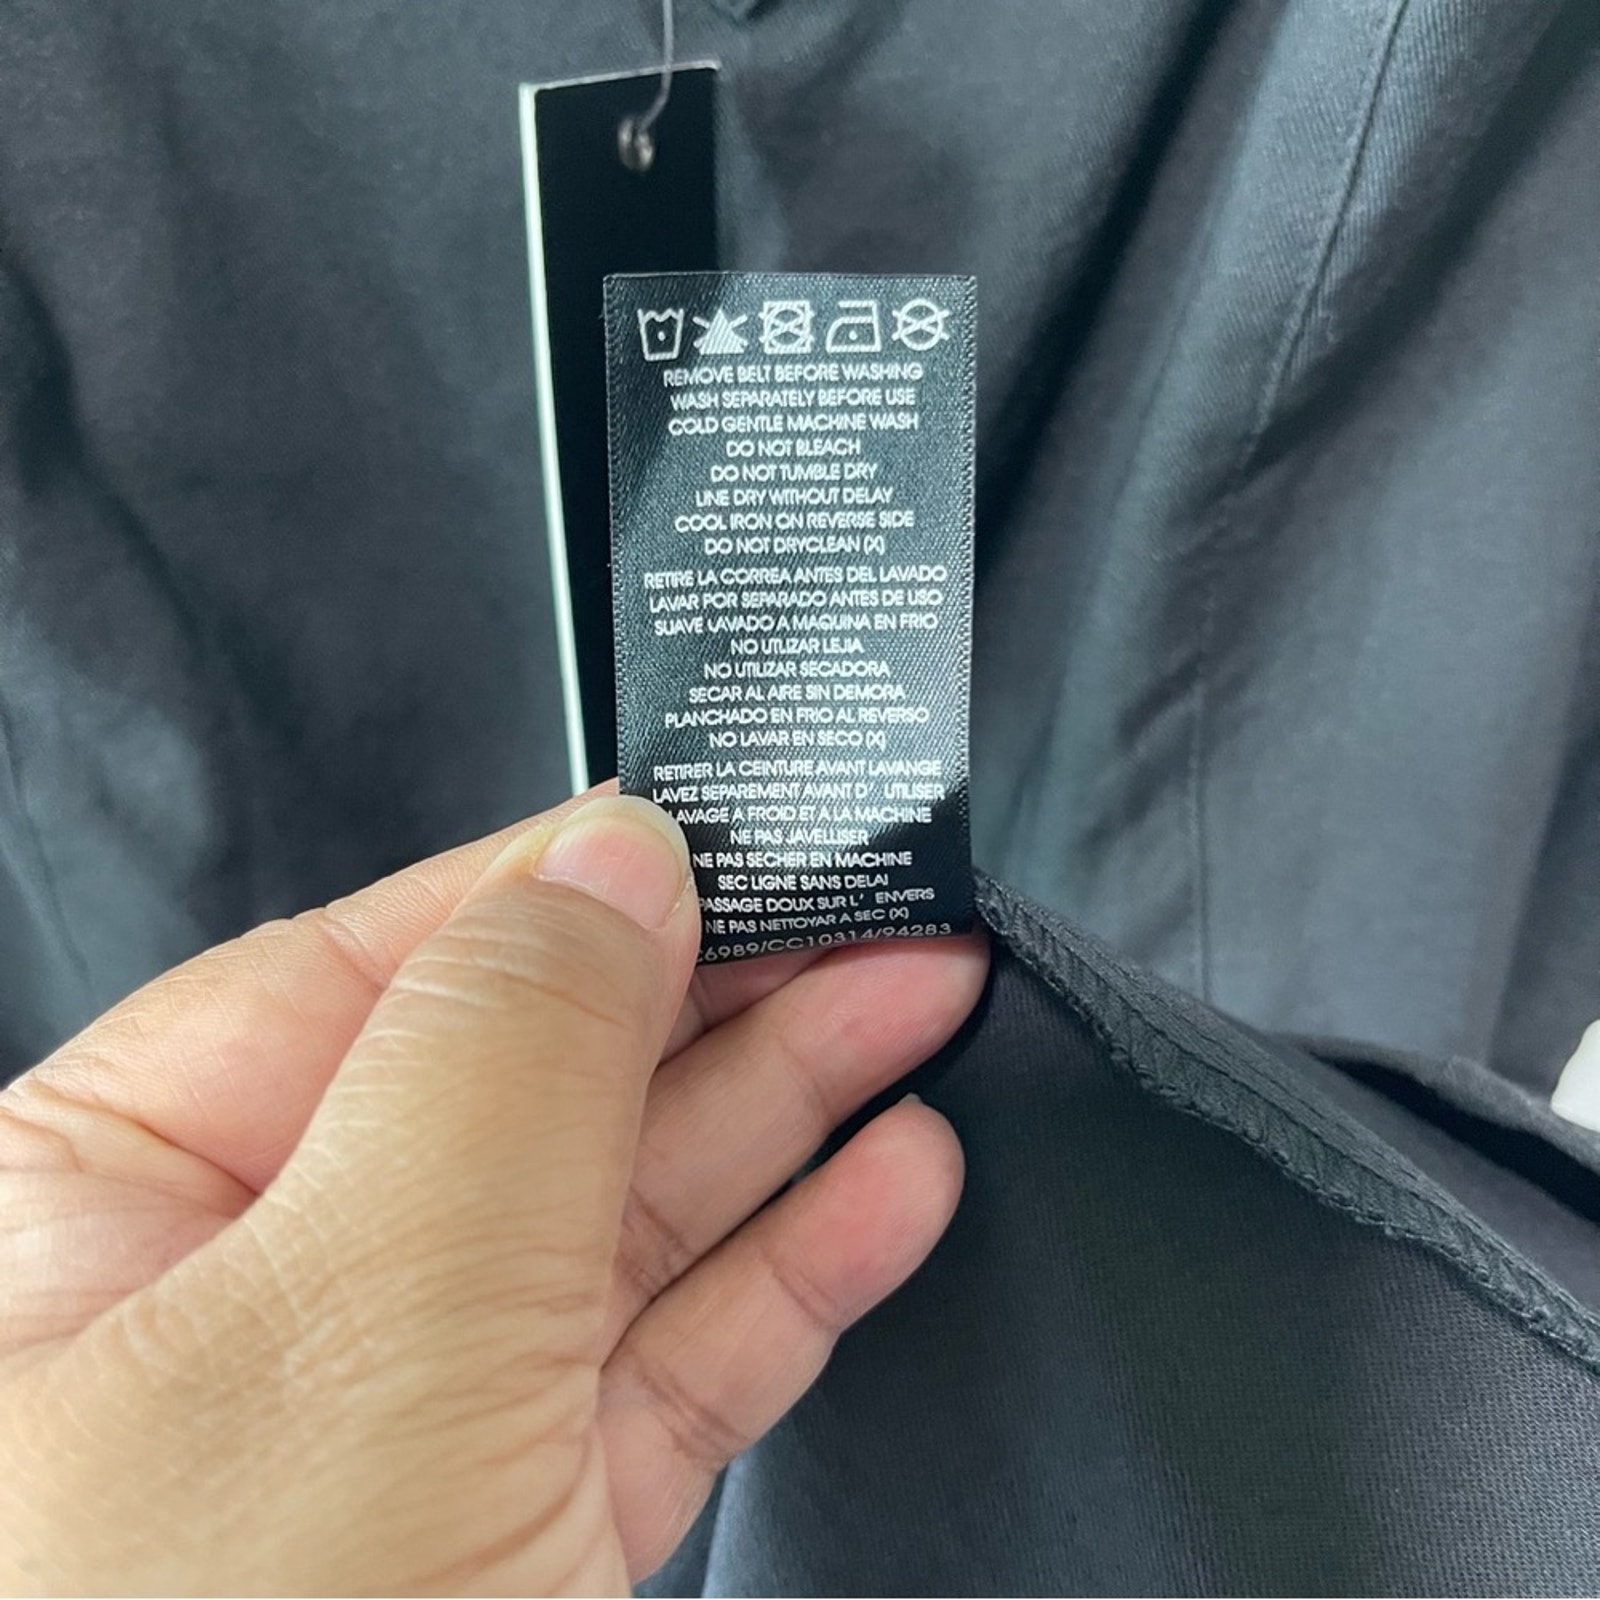 REMOVE BELT BEFORE WASHING
WASH SEPARATELY BEFORE USE
COLD GENTLE MACHINE WASH
DO NOT BLEACH
DO NOT TUMBLE DRY
LINE DRY WITHOUT DELAY
COOL IRON ON REVERSE SIDE
DO NOT DRYCLEAN (X)
RETIRE LA CORREA ANTES DEL LAVADO
LAVAR POR SEPARADO ANTES DE USO
SUAVE LAVADO A MAQUINA EN FRIO
NO UTLIZAR LEJIA
NO UTILIZAR SECADORA
SECAR AL AIRE SIN DEMORA
PLANCHADO EN FRIO AL REVERSO
NO LAVAR EN SECO (X)
RETIRER LA CEINTURE AVANT LAVANGE
LAVEZ SEPAREMENT AVANT D' UTILISER
LAVAGE A FROID ET A LA MACHINE
NE PAS JAVELLISER
NE PAS SECHER EN MACHINE
SEC LIGNE SANS DELAI
PASSAGE DOUX SUR L' ENVERS
NE PAS NETTOYAR A SEC (X)
6989/CC10314/94283